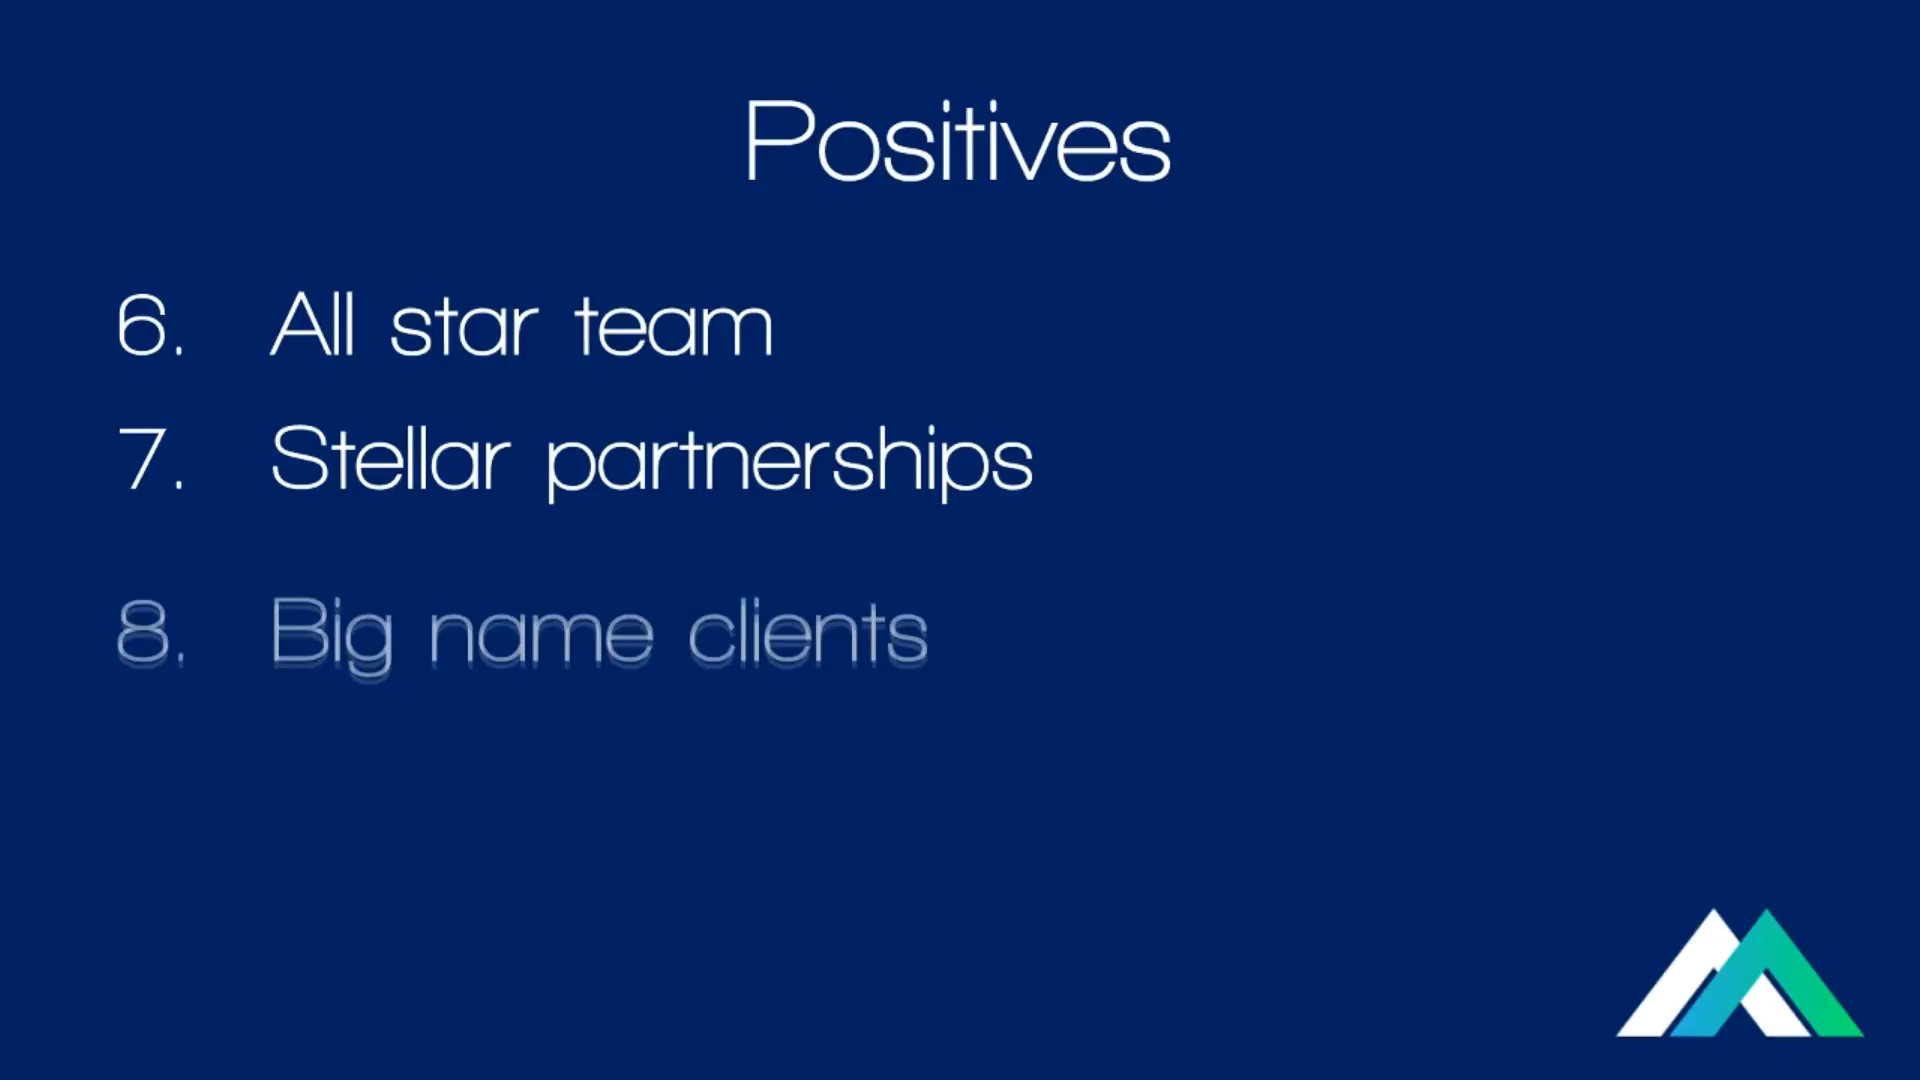 Positives
6. All star team
7. Stellar partnerships
8. Big name clients